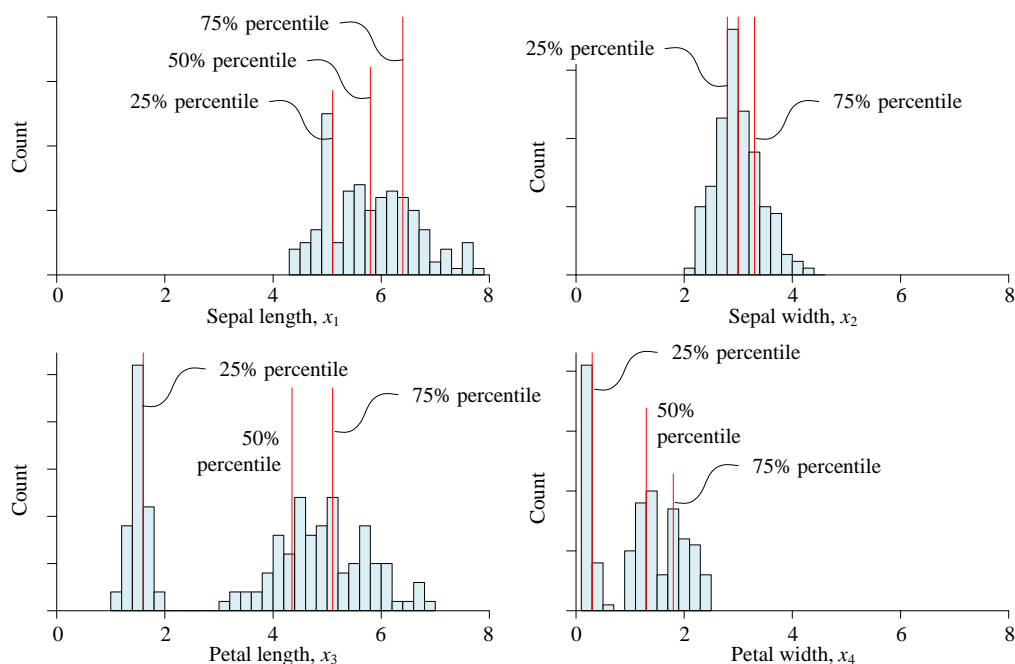 75% percentile
50% percentile
25% percentile
Count
0
2
4
6
8
Sepal length, x₁
25% percentile
75% percentile
Count
0
2
4
6
8
Sepal width, x₂
25% percentile
75% percentile
50%
percentile
Count
0
2
4
6
8
Petal length, x₃
25% percentile
50%
percentile
75% percentile
Count
0
2
4
6
8
Petal width, x₄